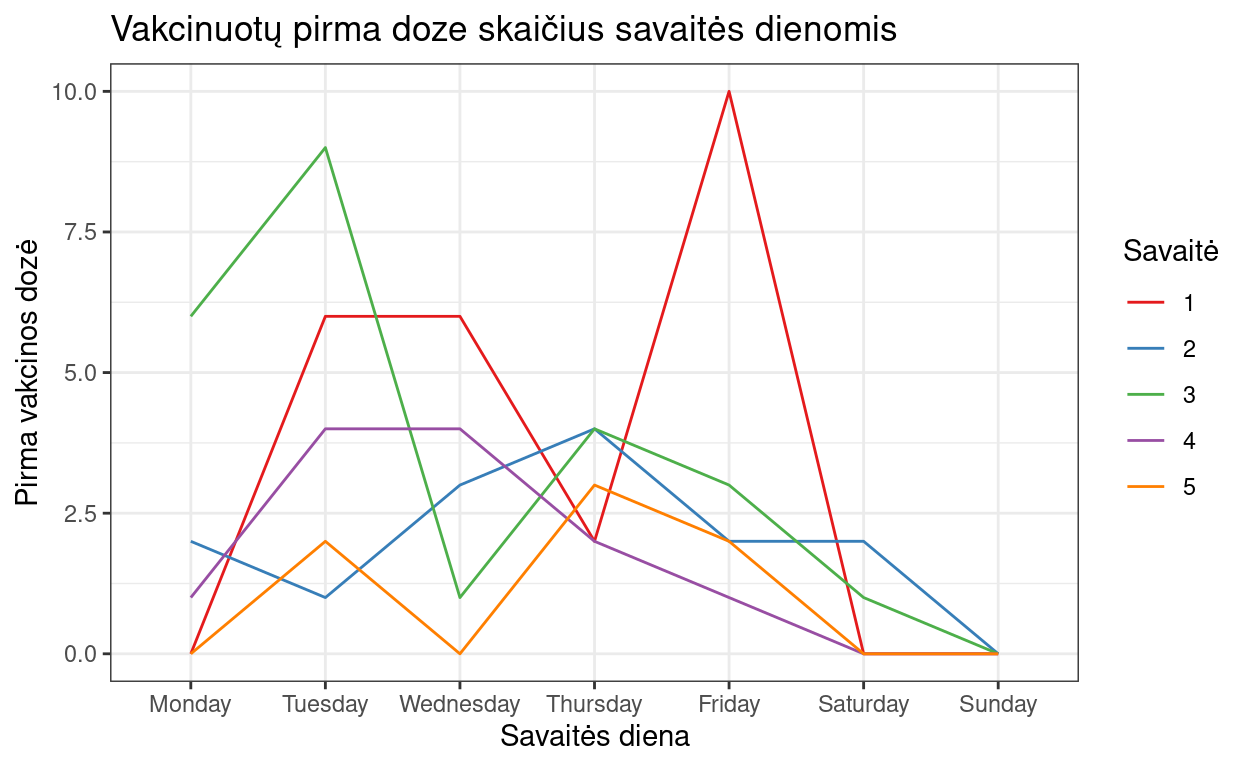 Vakcinuotų pirma doze skaičius savaitės dienomis
Pirma vakcinos dozė
10.0
7.5
5.0
2.5
0.0
Monday Tuesday Wednesday Thursday Friday Saturday Sunday
Savaitės diena
Savaitė
1
2
3
4
5